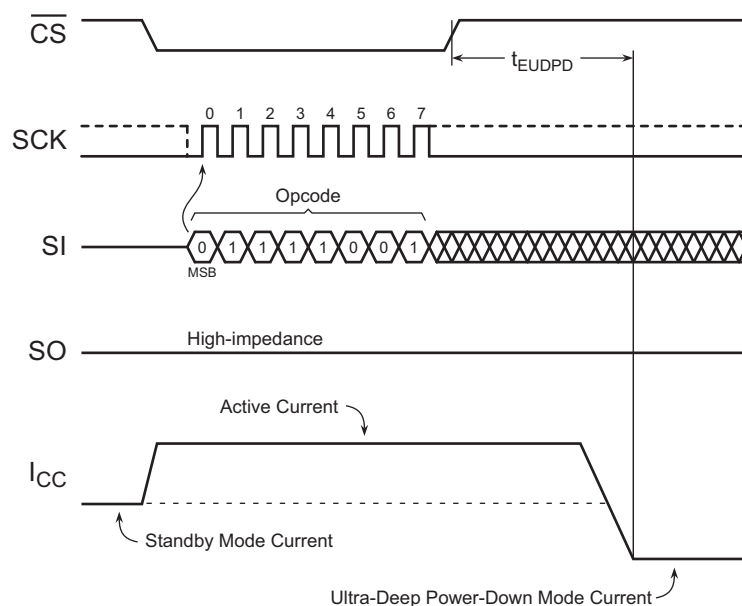 CS
tEUDPD
0 1 2 3 4 5 6 7
SCK
Opcode
SI
0 1 1 1 1 0 0 1
MSB
High-impedance
SO
Active Current
ICC
Standby Mode Current
Ultra-Deep Power-Down Mode Current